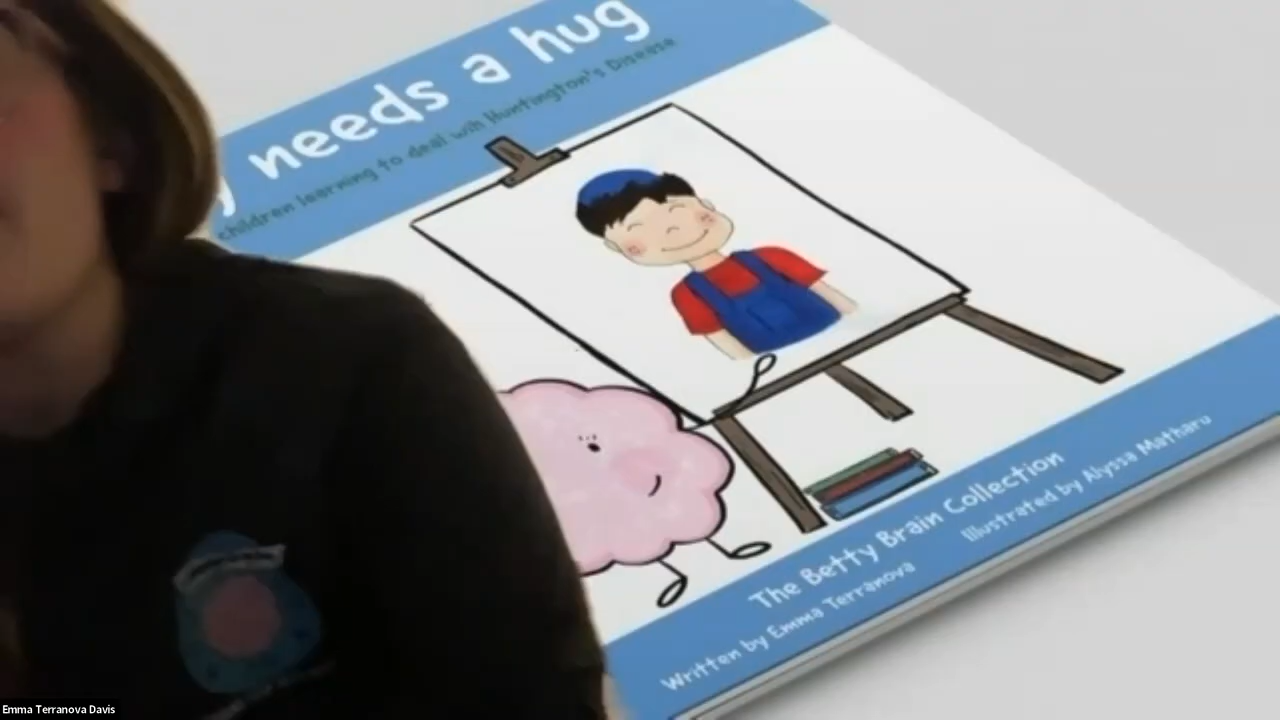 needs a hug
children learning to deal wih Huntington's Disease
The Betty Brain Collection
Written by Emma Terranova
Illustrated by Alyssa Matharu
Emma Terranova Davis